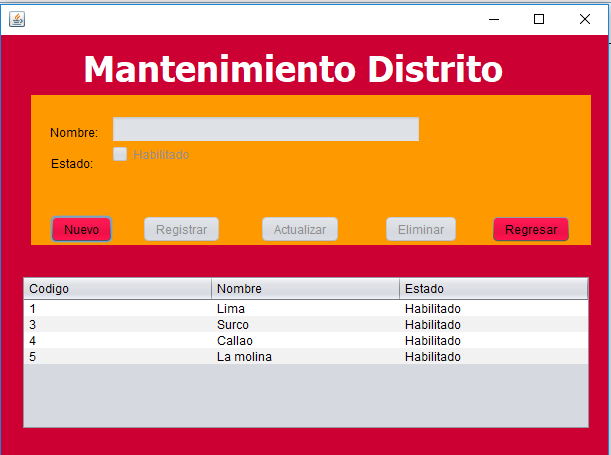 Mantenimiento Distrito
Nombre:
Habilitado
Estado:
Nuevo Registrar Actualizar Eliminar Regresar
Codigo Nombre Estado
1 Lima Habilitado
3 Surco Habilitado
4 Callao Habilitado
5 La molina Habilitado